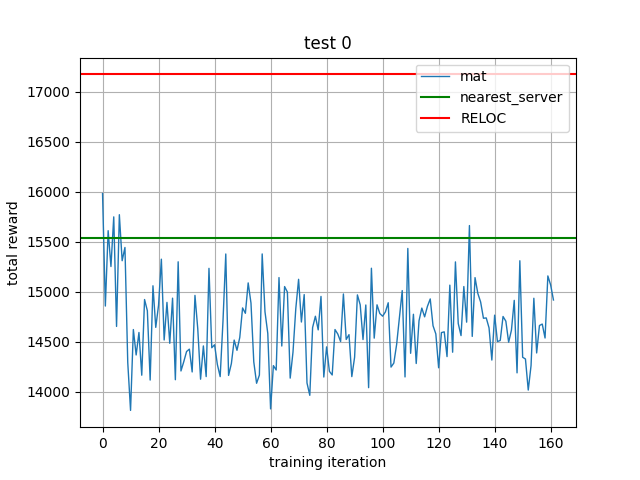 test 0
mat
nearest_server
RELOC
total reward
17000
16500
16000
15500
15000
14500
14000
0 20 40 60 80 100 120 140 160
training iteration